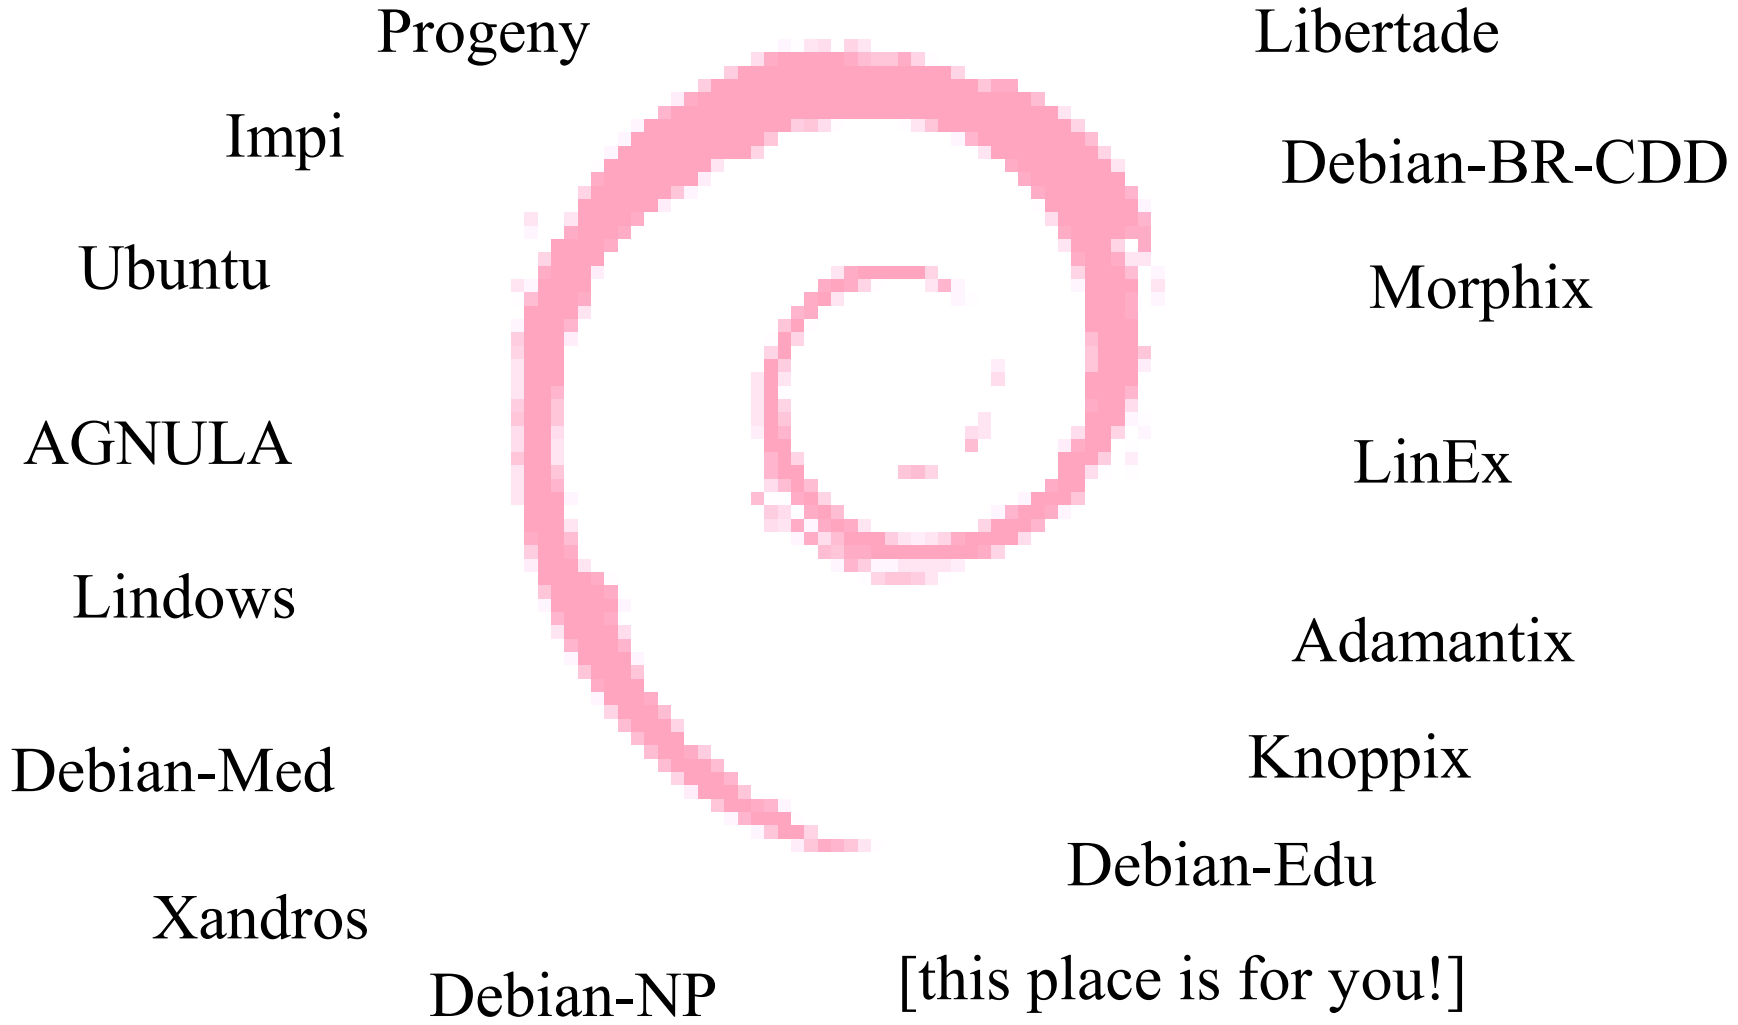 Progeny
Libertade
Impi
Debian-BR-CDD
Ubuntu
Morphix
AGNULA
LinEx
Lindows
Adamantix
Debian-Med
Knoppix
Debian-Edu
Xandros
[this place is for you!]
Debian-NP